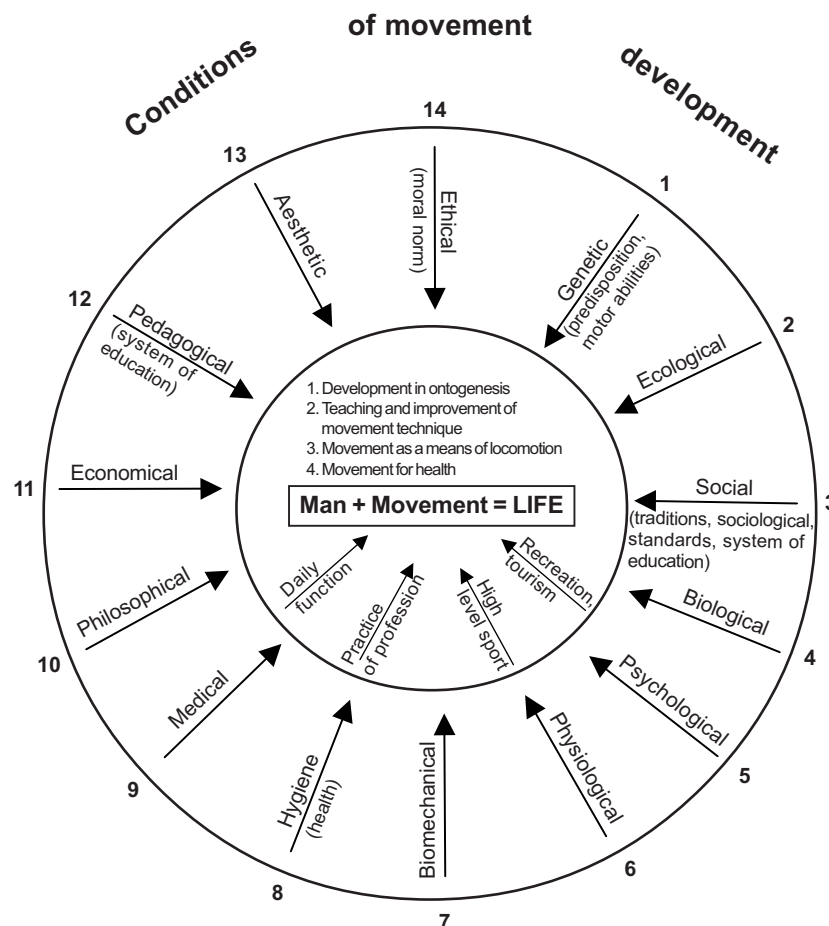 Conditions of movement development
14
Ethical
(moral norm)
1
Genetic
(predisposition,
motor abilities)
2
Ecological
3
Social
(traditions, sociological,
standards, system of
education)
4
Biological
5
Psychological
6
Physiological
7
Biomechanical
8
Hygiene
(health)
9
Medical
10
Philosophical
11
Economical
12
Pedagogical
(system of
education)
13
Aesthetic
1. Development in ontogenesis
2. Teaching and improvement of
movement technique
3. Movement as a means of locomotion
4. Movement for health
Man + Movement = LIFE
Daily
function
Practice
of profession
High
level sport
Recreation,
tourism